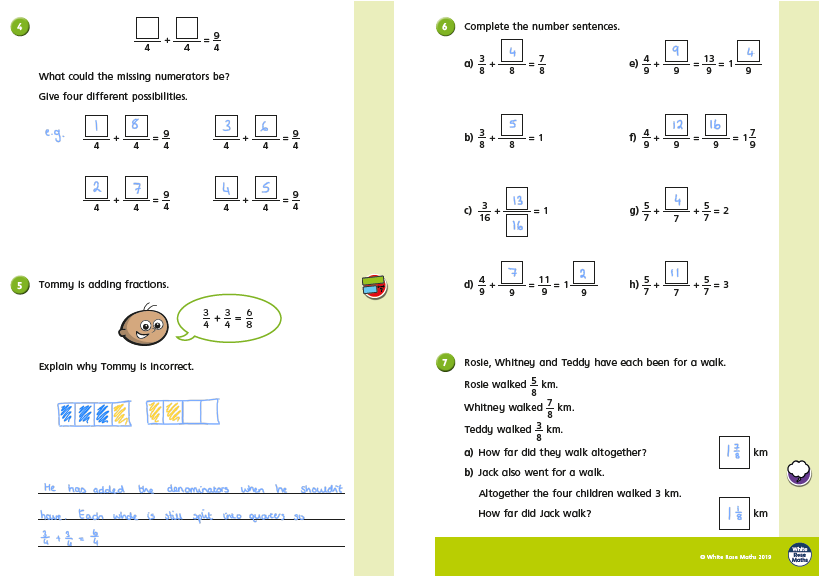 4
□/4 + □/4 = 9/4
What could the missing numerators be?
Give four different possibilities.
e.g. 1/4 + 8/4 = 9/4   3/4 + 6/4 = 9/4
2/4 + 7/4 = 9/4   4/4 + 5/4 = 9/4
5 Tommy is adding fractions.
3/4 + 3/4 = 6/8
Explain why Tommy is incorrect.
He has added the denominators when he shouldn't
have. Each whole is still split into quarters so
3/4 + 3/4 = 6/4
6 Complete the number sentences.
a) 3/8 + 4/8 = 7/8
e) 4/9 + 9/9 = 13/9 = 1 4/9
b) 3/8 + 5/8 = 1
f) 4/9 + 12/9 = 16/9 = 1 7/9
c) 3/16 + 13/16 = 1
g) 5/7 + 4/7 + 5/7 = 2
d) 4/9 + 7/9 = 11/9 = 1 2/9
h) 5/7 + 11/7 + 5/7 = 3
7 Rosie, Whitney and Teddy have each been for a walk.
Rosie walked 5/8 km.
Whitney walked 7/8 km.
Teddy walked 3/8 km.
a) How far did they walk altogether? 1 7/8 km
b) Jack also went for a walk.
Altogether the four children walked 3 km.
How far did Jack walk? 1 1/8 km
© White Rose Maths 2019
White Rose Maths